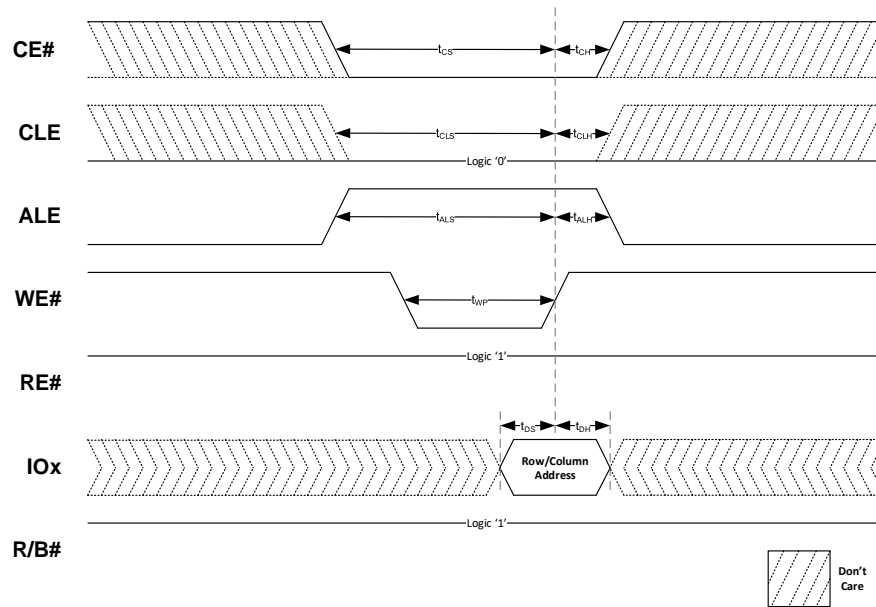 CE#
tCS
tCH
CLE
tCLS
tCLH
Logic ‘0’
ALE
tALS
tALH
WE#
tWP
Logic ‘1’
RE#
tDS
tDH
IOx
Row/Column
Address
Logic ‘1’
R/B#
Don’t
Care